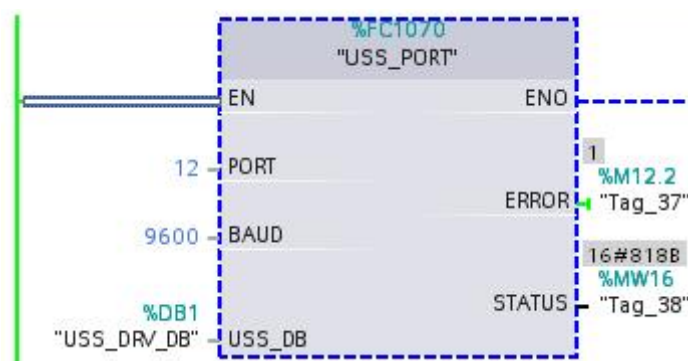 %FC1070
"USS_PORT"
EN ENO
1
12 PORT
%M12.2
ERROR "Tag_37"
9600 BAUD
16#818B
%MW16
%DB1
STATUS "Tag_38"
"USS_DRV_DB" USS_DB